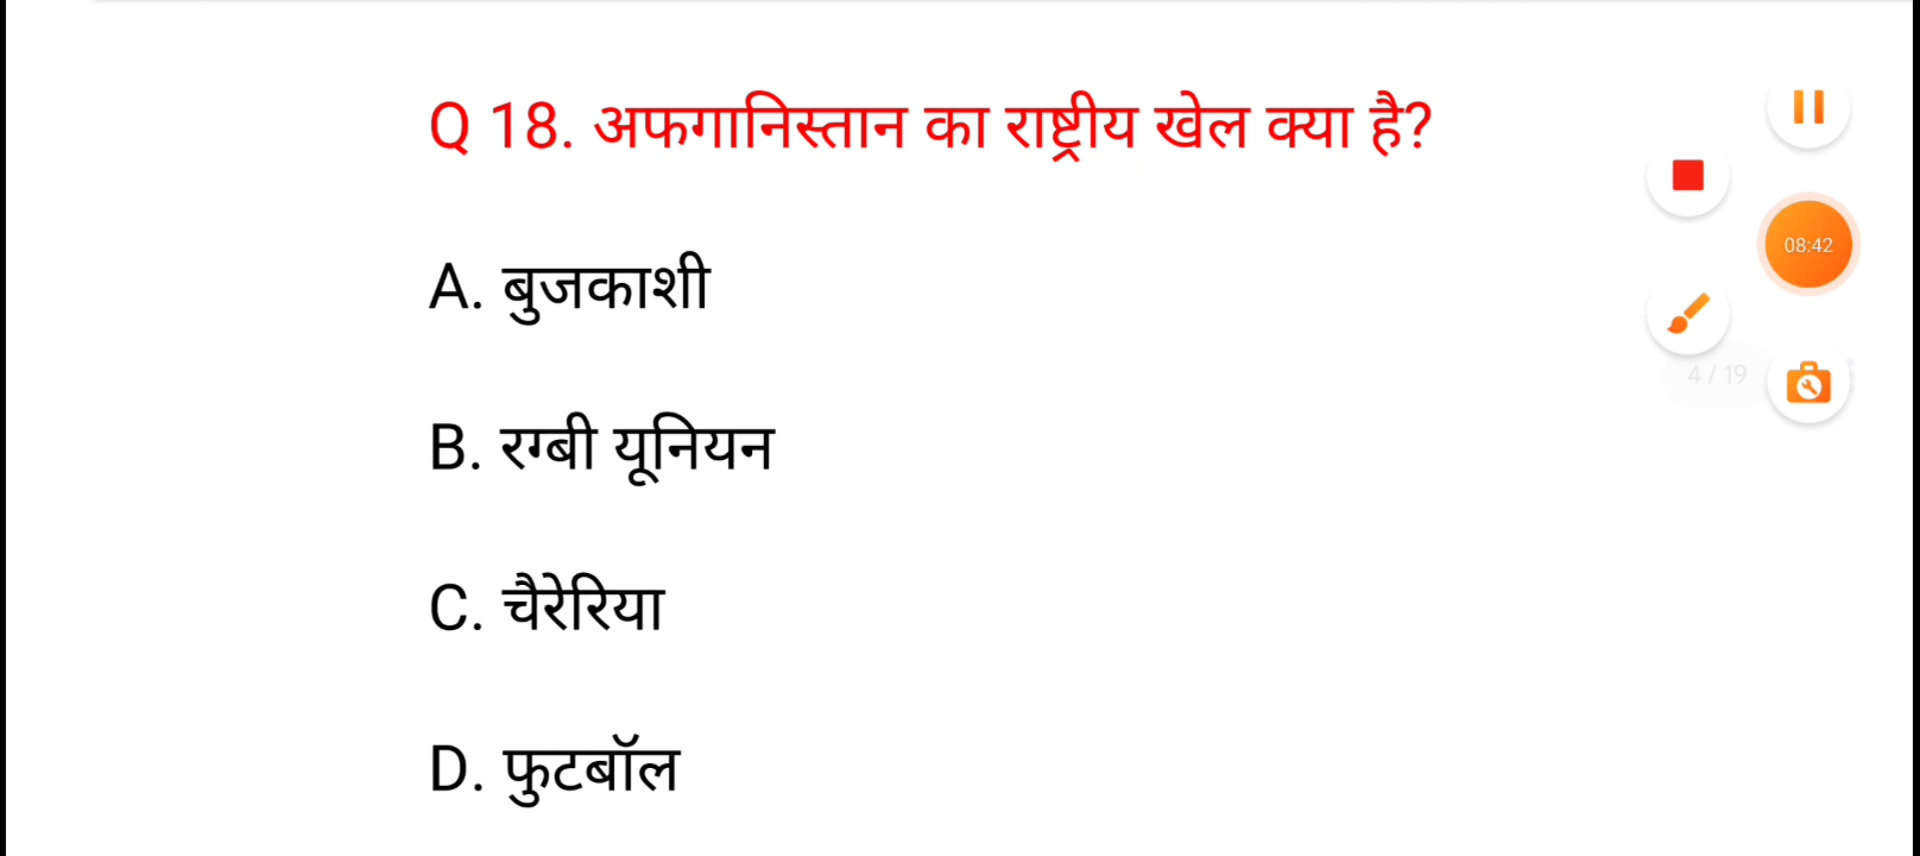 Q 18. अफगानिस्तान का राष्ट्रीय खेल क्या है?
A. बुजकाशी
08:42
4 / 19
B. रग्बी यूनियन
C. चैरेरिया
D. फुटबॉल